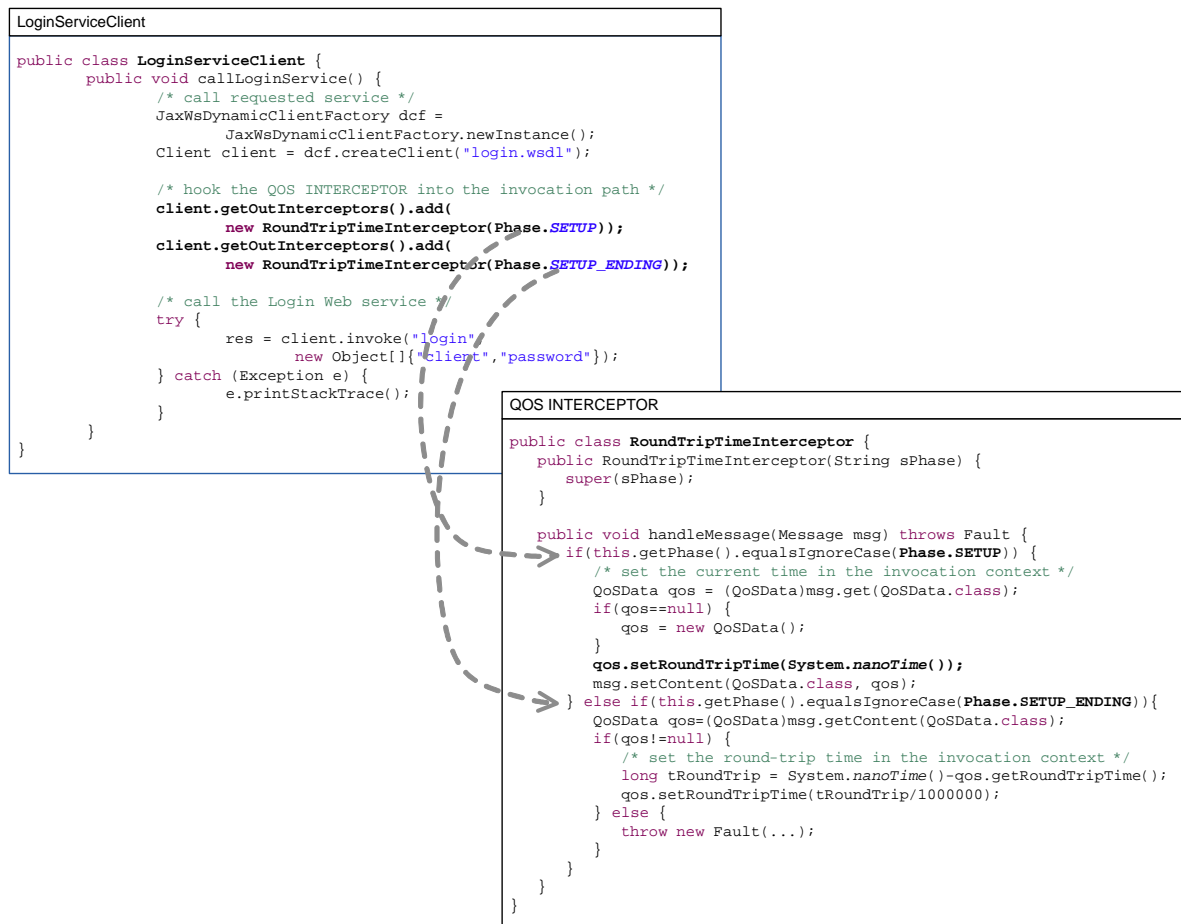 LoginServiceClient
public class LoginServiceClient {
public void callLoginService() {
/* call requested service */
JaxWsDynamicClientFactory dcf =
JaxWsDynamicClientFactory.newInstance();
Client client = dcf.createClient("login.wsdl");
/* hook the QOS INTERCEPTOR into the invocation path */
client.getOutInterceptors().add(
new RoundTripTimeInterceptor(Phase.SETUP));
client.getOutInterceptors().add(
new RoundTripTimeInterceptor(Phase.SETUP_ENDING));
/* call the Login Web service */
try {
res = client.invoke("login",
new Object[]{"client","password"});
} catch (Exception e) {
e.printStackTrace();
}
}
}
QOS INTERCEPTOR
public class RoundTripTimeInterceptor {
public RoundTripTimeInterceptor(String sPhase) {
super(sPhase);
}
public void handleMessage(Message msg) throws Fault {
if(this.getPhase().equalsIgnoreCase(Phase.SETUP)) {
/* set the current time in the invocation context */
QoSData qos = (QoSData)msg.get(QoSData.class);
if(qos==null) {
qos = new QoSData();
}
qos.setRoundTripTime(System.nanoTime());
msg.setContent(QoSData.class, qos);
} else if(this.getPhase().equalsIgnoreCase(Phase.SETUP_ENDING)){
QoSData qos=(QoSData)msg.getContent(QoSData.class);
if(qos!=null) {
/* set the round-trip time in the invocation context */
long tRoundTrip = System.nanoTime()-qos.getRoundTripTime();
qos.setRoundTripTime(tRoundTrip/1000000);
} else {
throw new Fault(...);
}
}
}
}